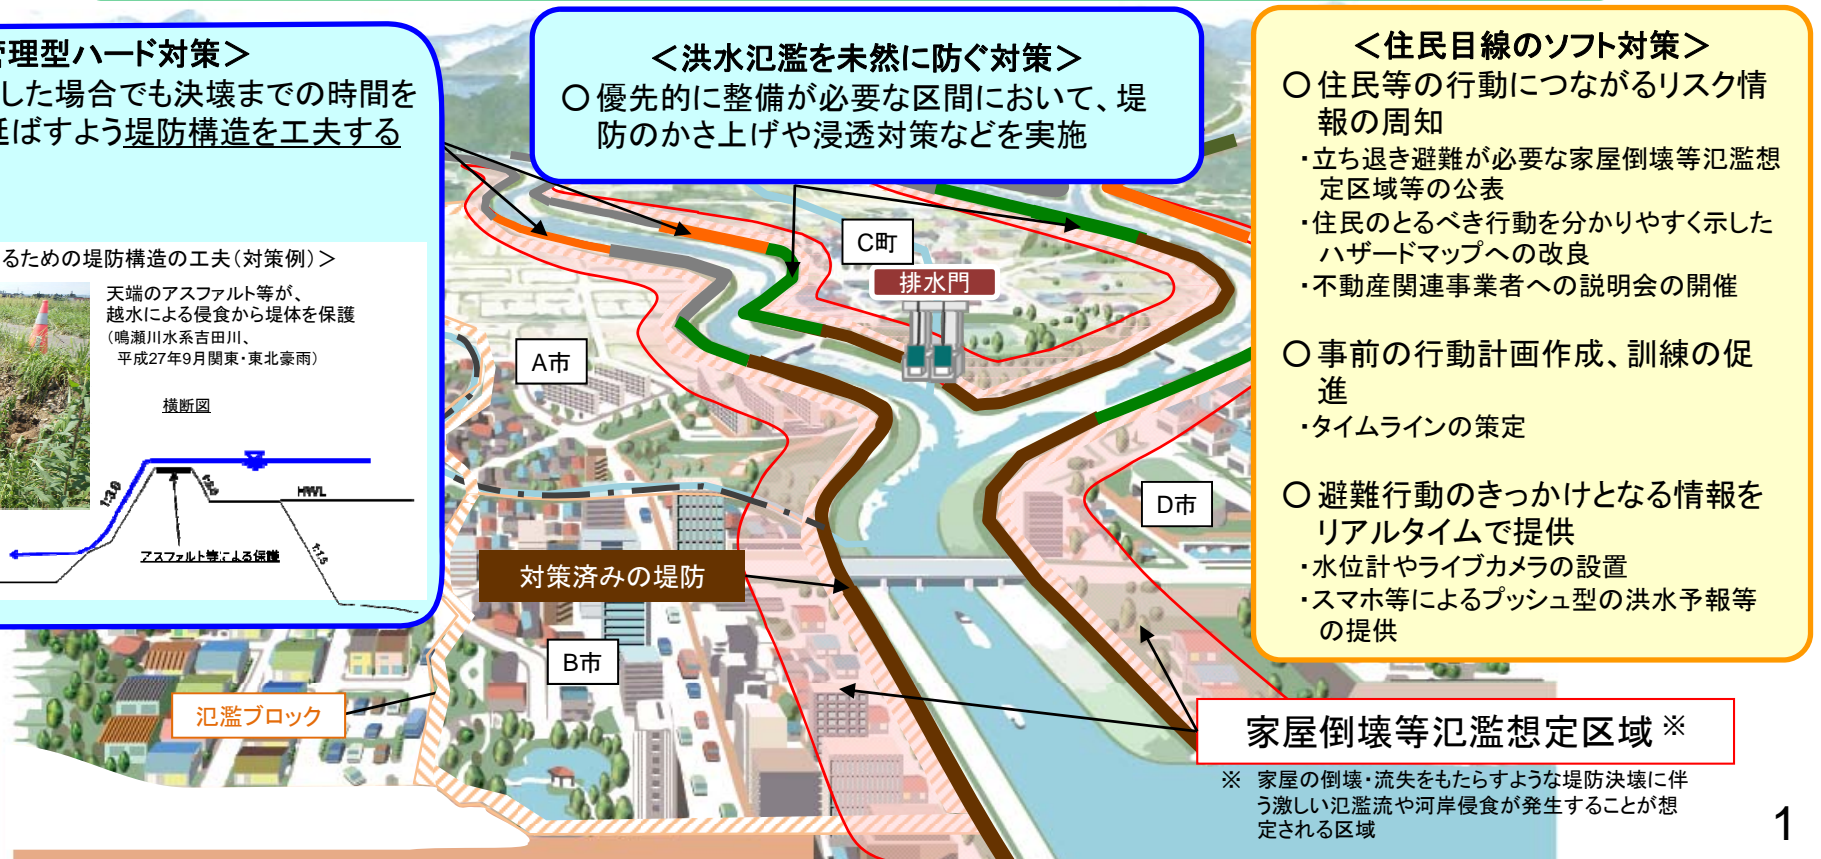 管理型ハード対策＞
した場合でも決壊までの時間を
延ばすよう堤防構造を工夫する
るための堤防構造の工夫（対策例）＞
天端のアスファルト等が、
越水による侵食から堤体を保護
（鳴瀬川水系吉田川、
平成27年9月関東・東北豪雨）
横断図
1:3.0
HWL
アスファルト等による保護
1:1.5
＜洪水氾濫を未然に防ぐ対策＞
○優先的に整備が必要な区間において、堤
防のかさ上げや浸透対策などを実施
＜住民目線のソフト対策＞
○住民等の行動につながるリスク情
報の周知
・立ち退き避難が必要な家屋倒壊等氾濫想
定区域等の公表
・住民のとるべき行動を分かりやすく示した
ハザードマップへの改良
・不動産関連事業者への説明会の開催
○事前の行動計画作成、訓練の促
進
・タイムラインの策定
○避難行動のきっかけとなる情報を
リアルタイムで提供
・水位計やライブカメラの設置
・スマホ等によるプッシュ型の洪水予報等
の提供
C町
排水門
A市
D市
対策済みの堤防
B市
氾濫ブロック
家屋倒壊等氾濫想定区域※
※ 家屋の倒壊・流失をもたらすような堤防決壊に伴
う激しい氾濫流や河岸侵食が発生することが想
定される区域
1